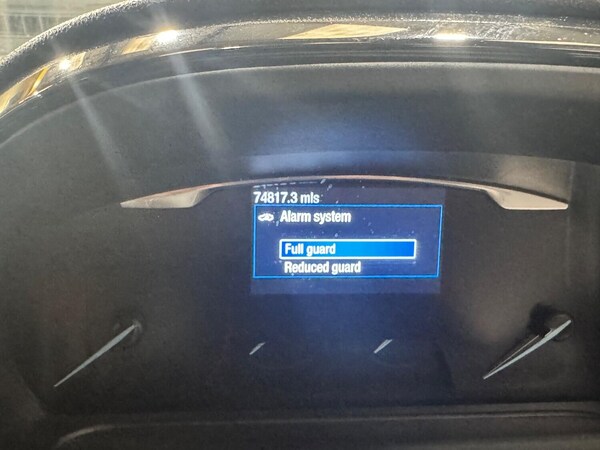 74817.3 mls
Alarm system
Full guard
Reduced guard